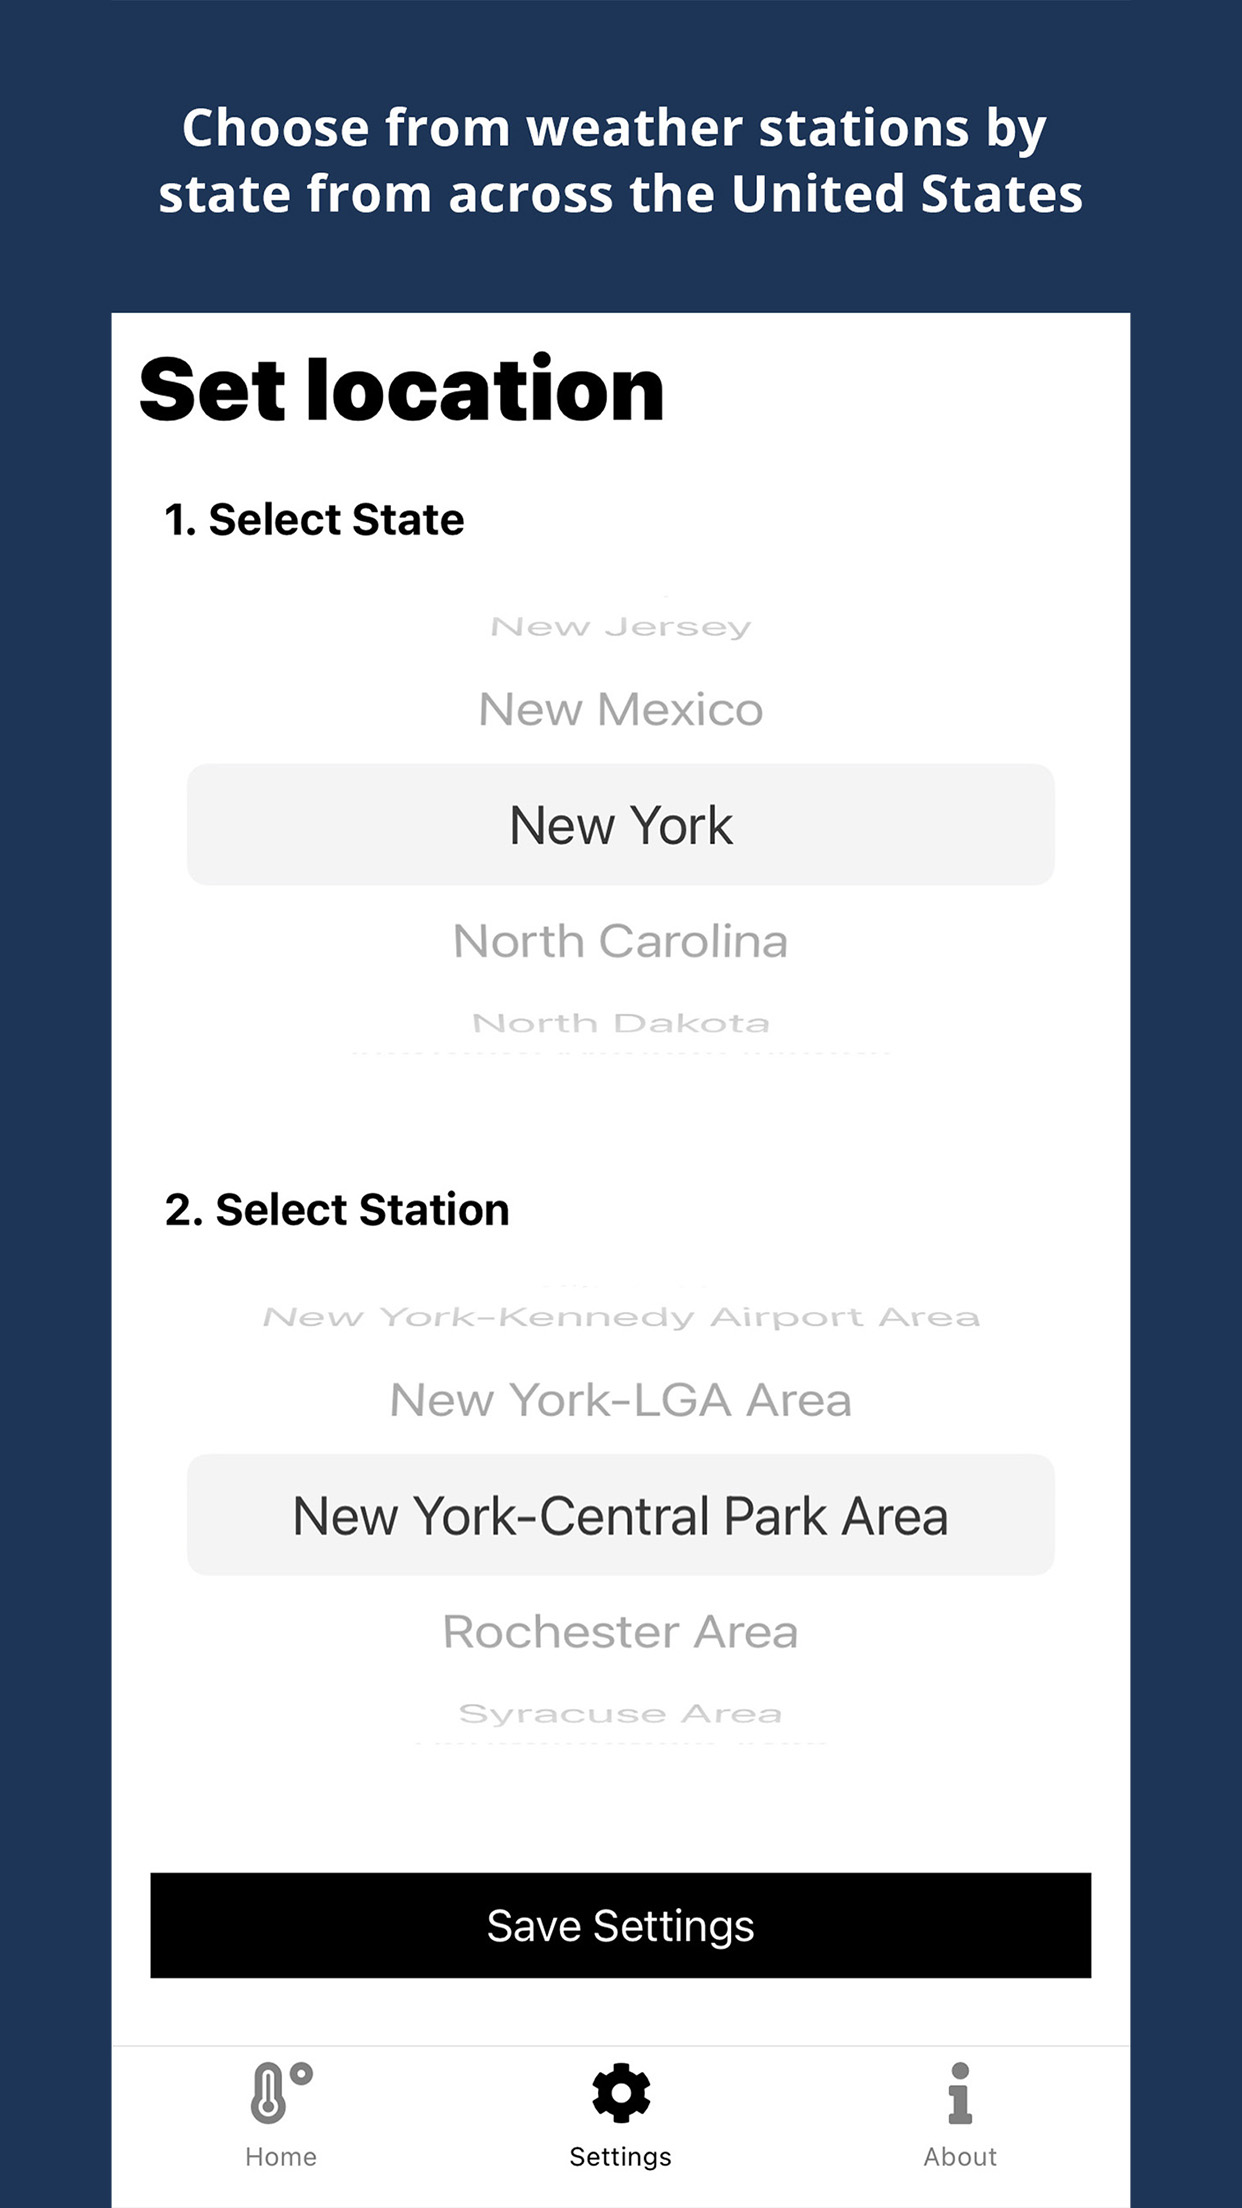 Choose from weather stations by
state from across the United States
Set location
1. Select State
New Jersey
New Mexico
New York
North Carolina
North Dakota
2. Select Station
New York-Kennedy Airport Area
New York-LGA Area
New York-Central Park Area
Rochester Area
Syracuse Area
Save Settings
Home
Settings
About